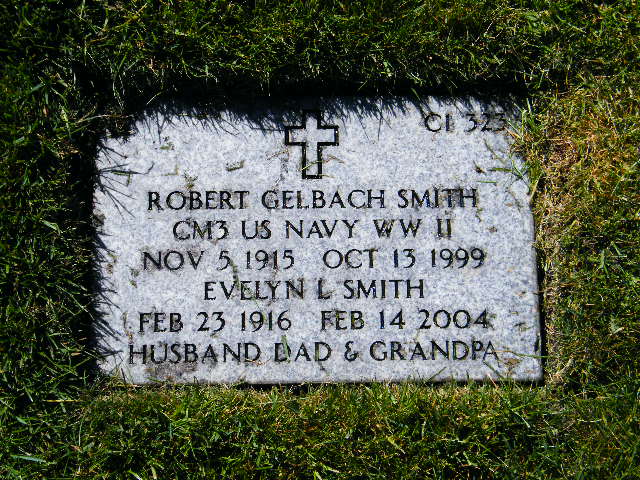 CI 323
ROBERT GELBACH SMITH
CM3 US NAVY WW II
NOV 5 1915 OCT 13 1999
EVELYN L SMITH
FEB 23 1916 FEB 14 2004
HUSBAND DAD & GRANDPA